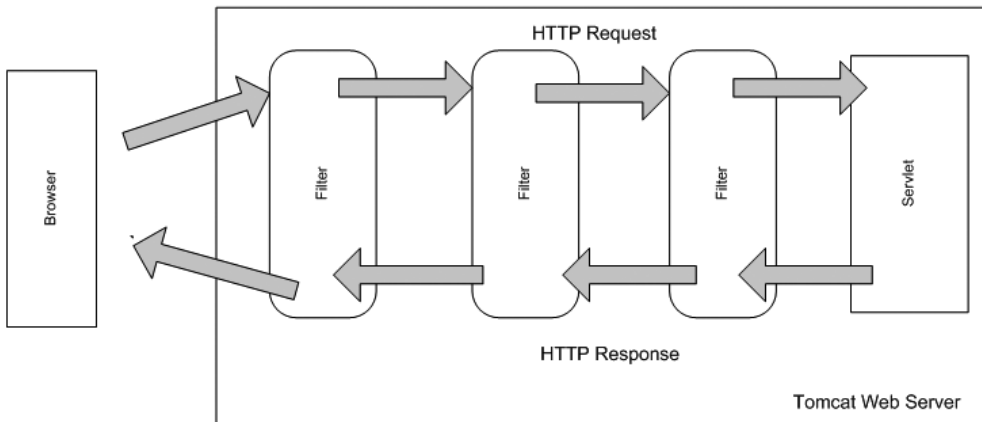 HTTP Request
Browser
Filter
Filter
Filter
Servlet
HTTP Response
Tomcat Web Server